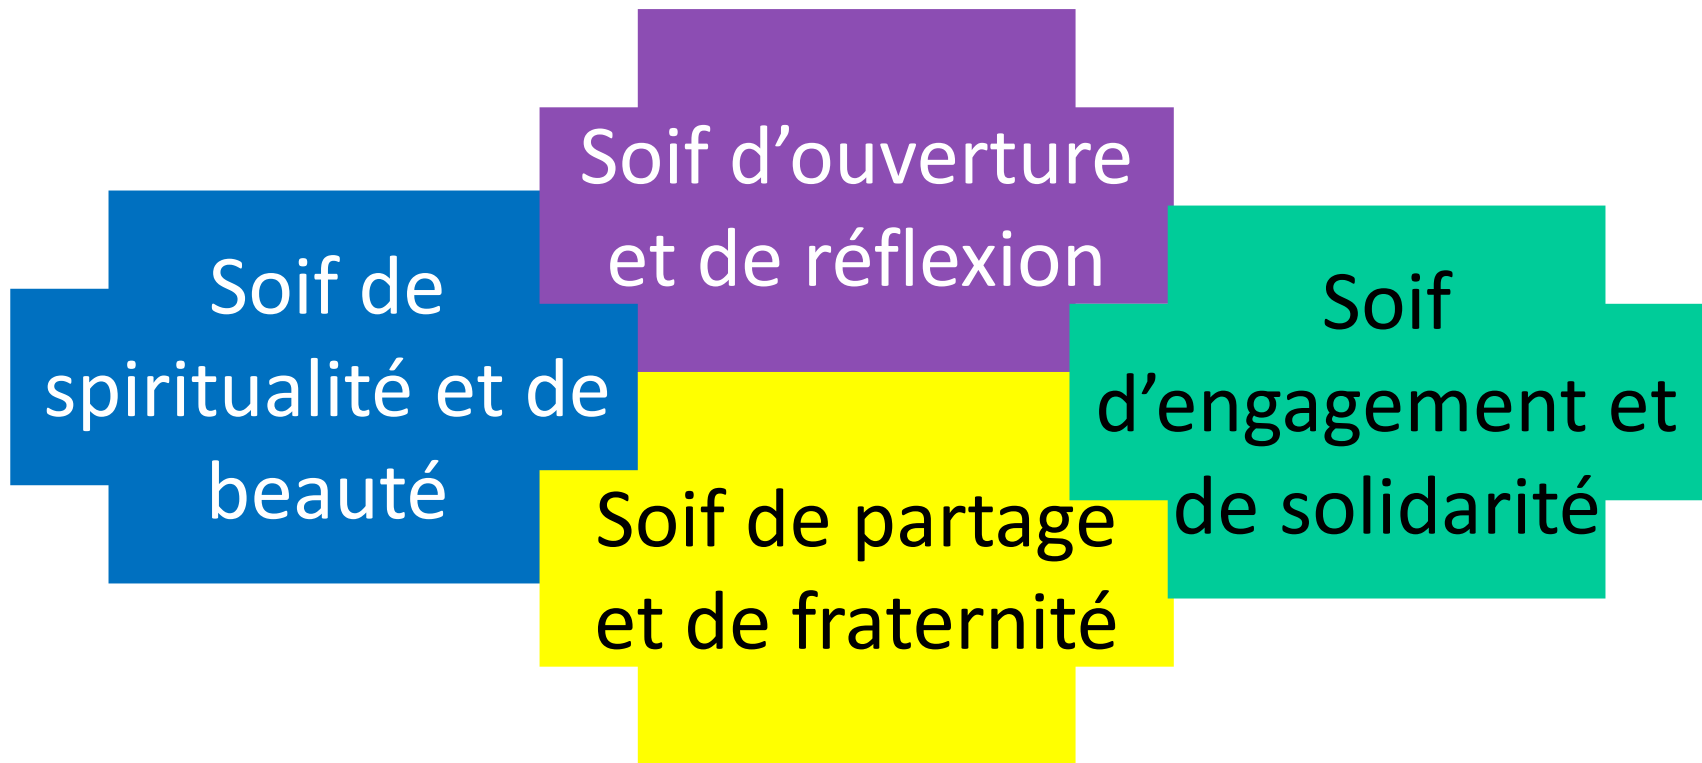 Soif d’ouverture
et de réflexion
Soif de
spiritualité et de
beauté
Soif
d’engagement et
de solidarité
Soif de partage
et de fraternité